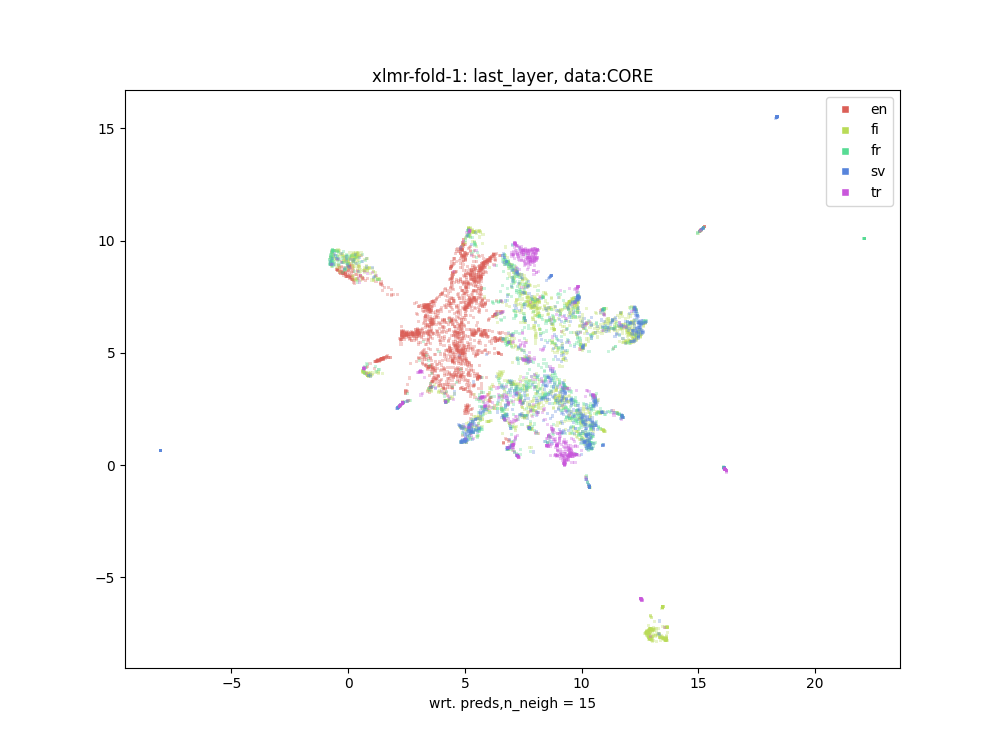 xlmr-fold-1: last_layer, data:CORE
en
fi
fr
sv
tr
15
10
5
0
−5
−5
0
5
10
15
20
wrt. preds,n_neigh = 15